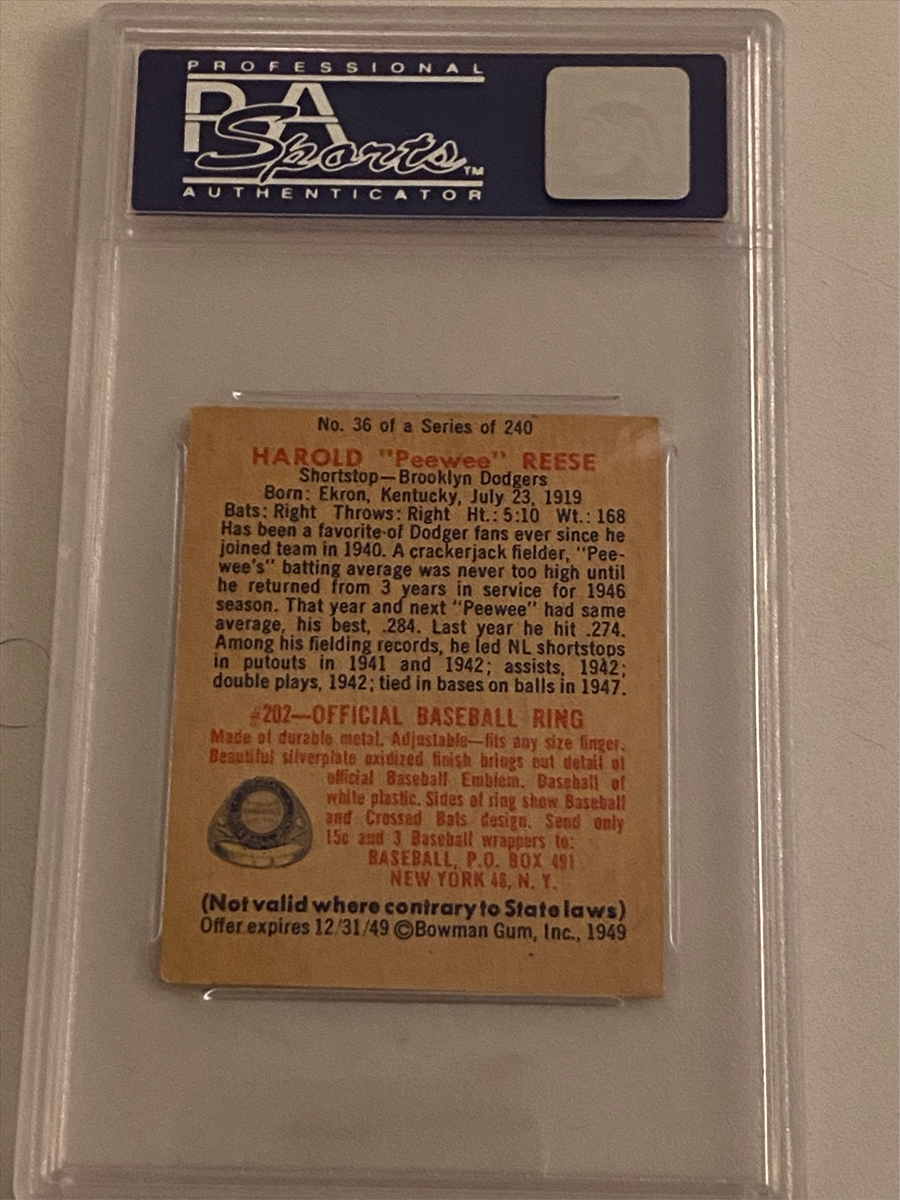 PROFESSIONAL
PSA
Sports™
AUTHENTICATOR
No. 36 of a Series of 240
HAROLD "Peewee" REESE
Shortstop—Brooklyn Dodgers
Born: Ekron, Kentucky, July 23, 1919
Bats: Right Throws: Right Ht.: 5:10 Wt.: 168
Has been a favorite of Dodger fans ever since he
joined team in 1940. A crackerjack fielder, "Pee-
wee's" batting average was never too high until
he returned from 3 years in service for 1946
season. That year and next "Peewee" had same
average, his best, .284. Last year he hit .274.
Among his fielding records, he led NL shortstops
in putouts in 1941 and 1942; assists, 1942;
double plays, 1942; tied in bases on balls in 1947.
#202—OFFICIAL BASEBALL RING
Made of durable metal. Adjustable—fits any size finger.
Beautiful silverplate oxidized finish brings out detail of
official Baseball Emblem. Baseball of
white plastic. Sides of ring show Baseball
and Crossed Bats design. Send only
15c and 3 Baseball wrappers to:
BASEBALL, P.O. BOX 491
NEW YORK 46, N. Y.
(Not valid where contrary to State laws)
Offer expires 12/31/49 ©Bowman Gum, Inc., 1949